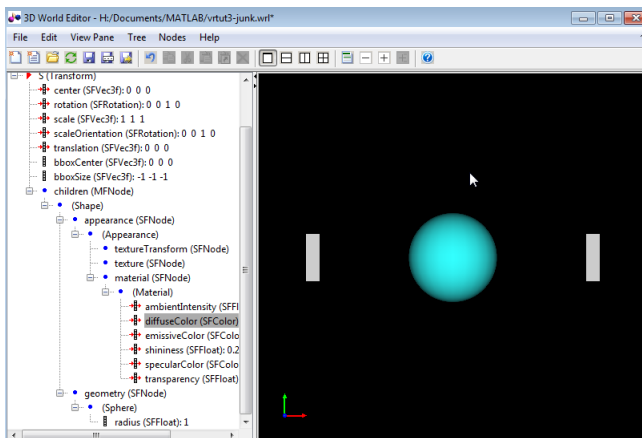 3D World Editor - H:/Documents/MATLAB/vrtut3-junk.wrl*
File Edit View Pane Tree Nodes Help
S (Transform)
center (SFVec3f): 0 0 0
rotation (SFRotation): 0 0 1 0
scale (SFVec3f): 1 1 1
scaleOrientation (SFRotation): 0 0 1 0
translation (SFVec3f): 0 0 0
bboxCenter (SFVec3f): 0 0 0
bboxSize (SFVec3f): -1 -1 -1
children (MFNode)
(Shape)
appearance (SFNode)
(Appearance)
textureTransform (SFNode)
texture (SFNode)
material (SFNode)
(Material)
ambientIntensity (SFFl
diffuseColor (SFColor)
emissiveColor (SFColo
shininess (SFFloat): 0.2
specularColor (SFColo
transparency (SFFloat)
geometry (SFNode)
(Sphere)
radius (SFFloat): 1